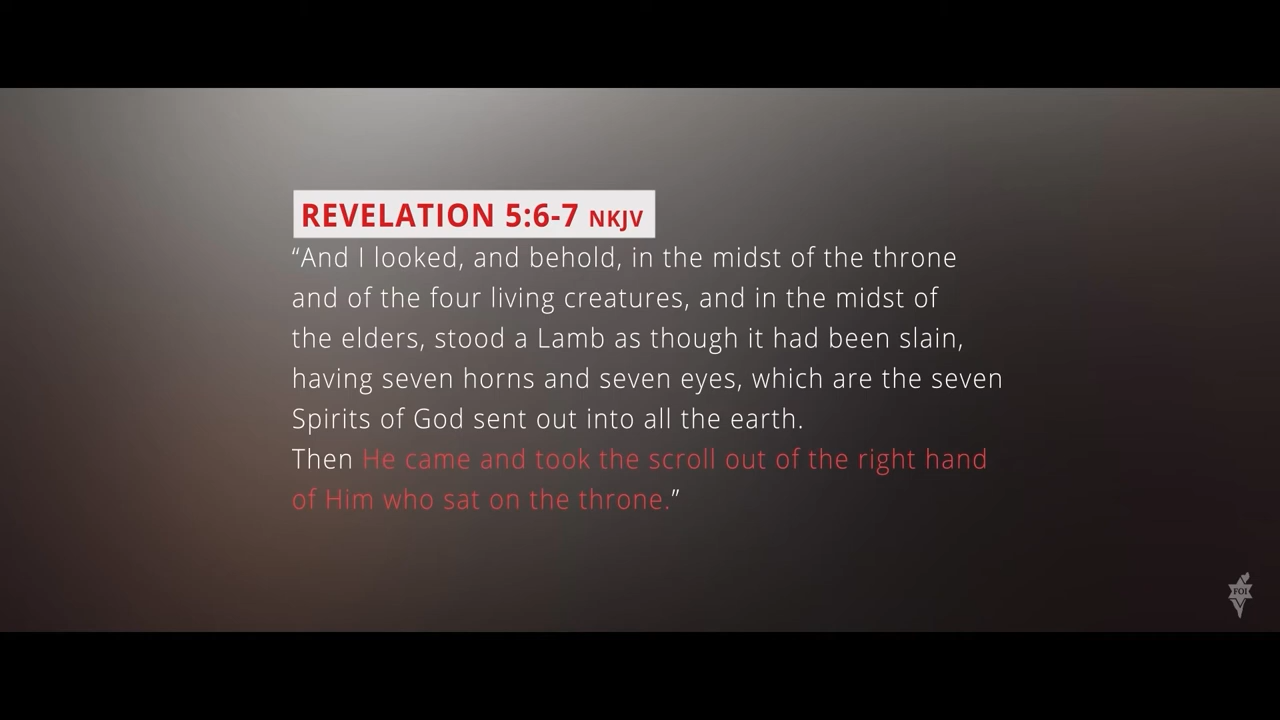 REVELATION 5:6-7 NKJV
“And I looked, and behold, in the midst of the throne
and of the four living creatures, and in the midst of
the elders, stood a Lamb as though it had been slain,
having seven horns and seven eyes, which are the seven
Spirits of God sent out into all the earth.
Then He came and took the scroll out of the right hand
of Him who sat on the throne.”
FOI